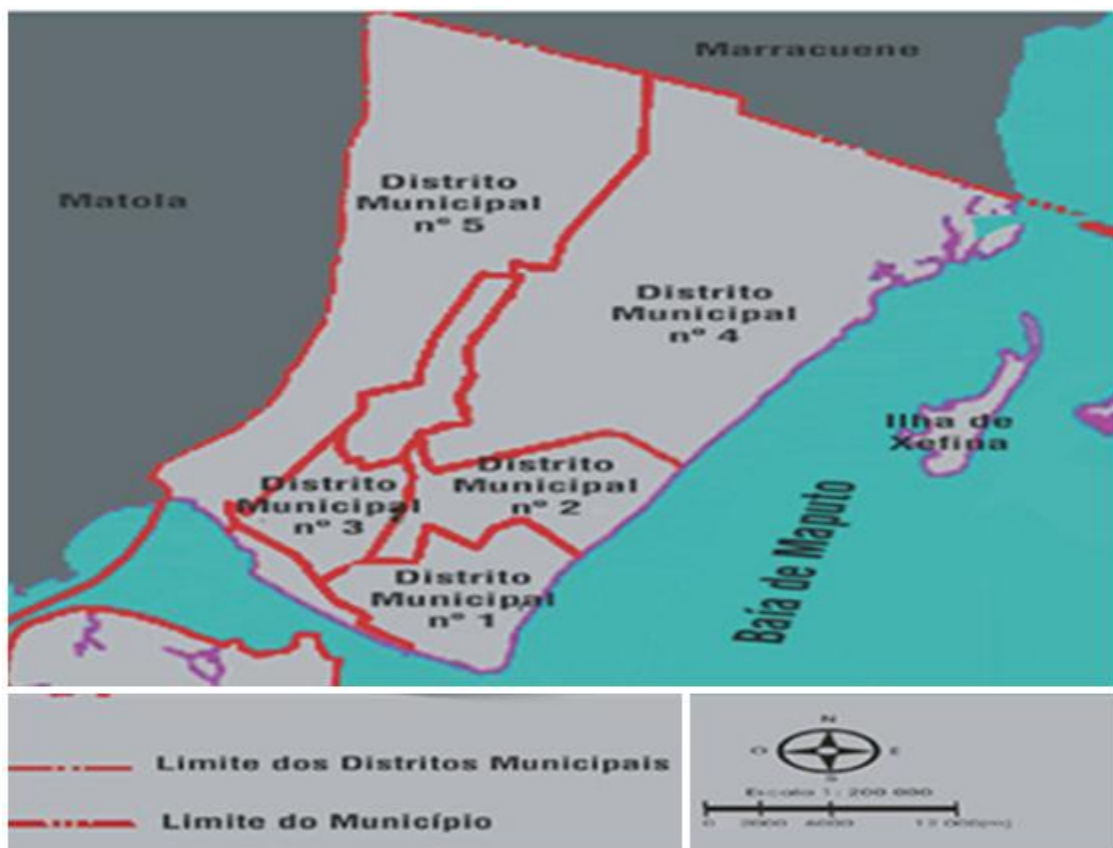 Marracuene
Matola
Distrito
Municipal
nº 5
Distrito
Municipal
nº 4
Ilha de
Xefina
Distrito
Municipal
nº 3
Distrito
Municipal
nº 2
Distrito
Municipal
nº 1
Baía de Maputo
Limite dos Distritos Municipais
Limite do Município
N
O E
S
Escala 1: 200 000
0 2000 6000